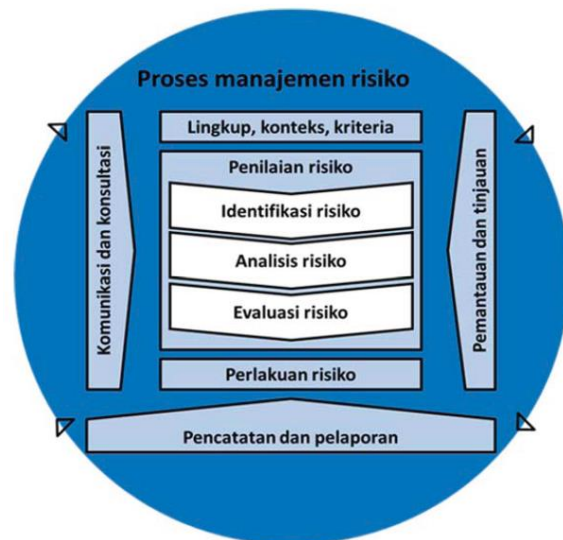 Proses manajemen risiko
Lingkup, konteks, kriteria
Penilaian risiko
Identifikasi risiko
Analisis risiko
Evaluasi risiko
Perlakuan risiko
Komunikasi dan konsultasi
Pemantauan dan tinjauan
Pencatatan dan pelaporan